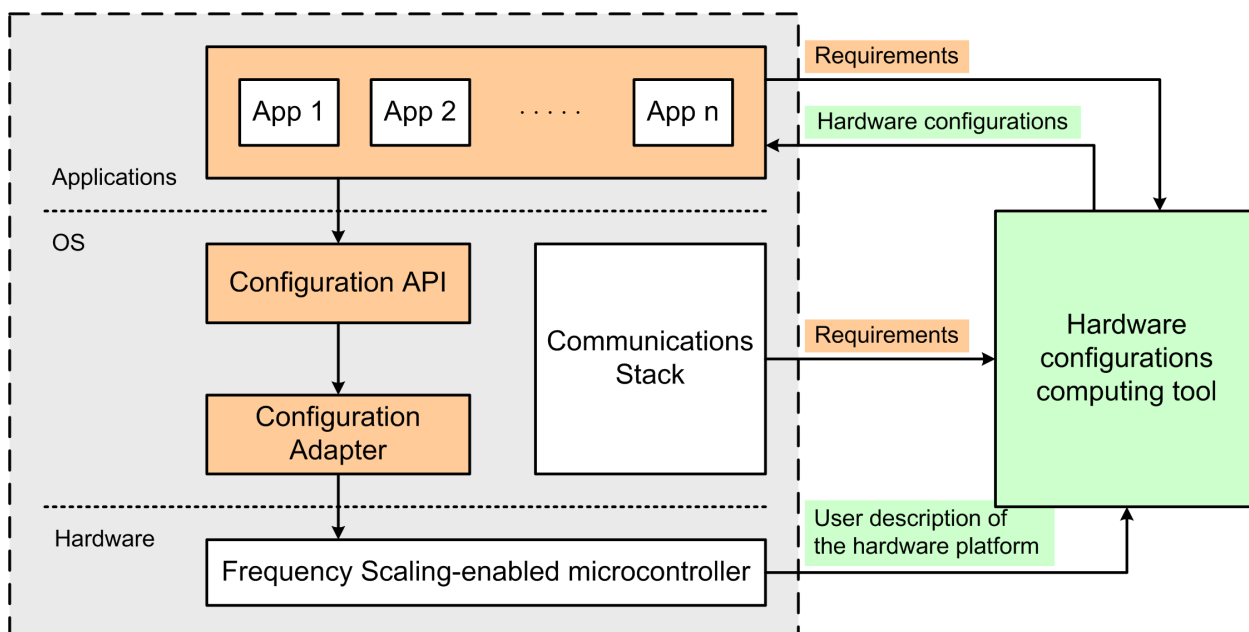 Requirements
App 1
App 2
. . . . .
App n
Hardware configurations
Applications
OS
Configuration API
Communications
Stack
Requirements
Hardware
configurations
computing tool
Configuration
Adapter
User description of
the hardware platform
Hardware
Frequency Scaling-enabled microcontroller